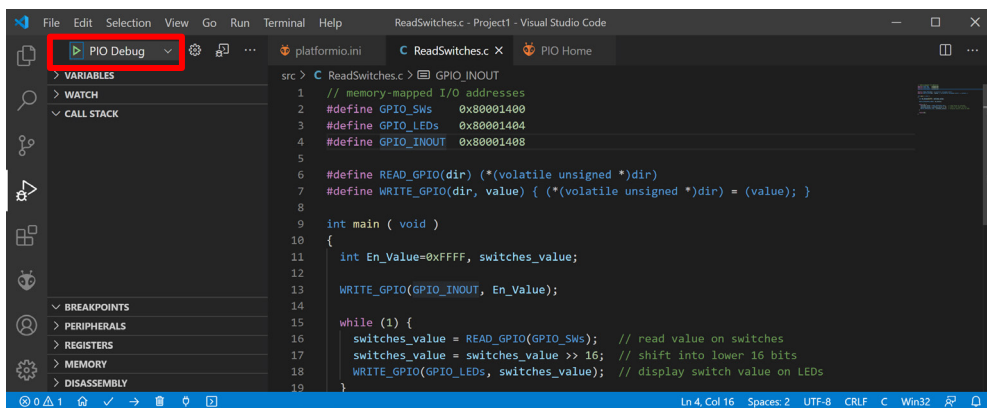 File Edit Selection View Go Run Terminal Help ReadSwitches.c - Project1 - Visual Studio Code
PIO Debug
platformio.ini C ReadSwitches.c PIO Home
VARIABLES
WATCH
CALL STACK
BREAKPOINTS
PERIPHERALS
REGISTERS
MEMORY
DISASSEMBLY
src > C ReadSwitches.c > GPIO_INOUT
1 // memory-mapped I/O addresses
2 #define GPIO_SWs 0x80001400
3 #define GPIO_LEDs 0x80001404
4 #define GPIO_INOUT 0x80001408
5
6 #define READ_GPIO(dir) (*(volatile unsigned *)dir)
7 #define WRITE_GPIO(dir, value) { (*(volatile unsigned *)dir) = (value); }
8
9 int main ( void )
10 {
11 int En_Value=0xFFFF, switches_value;
12
13 WRITE_GPIO(GPIO_INOUT, En_Value);
14
15 while (1) {
16 switches_value = READ_GPIO(GPIO_SWs); // read value on switches
17 switches_value = switches_value >> 16; // shift into lower 16 bits
18 WRITE_GPIO(GPIO_LEDs, switches_value); // display switch value on LEDs
19 }
0 1 Ln 4, Col 16 Spaces: 2 UTF-8 CRLF C Win32